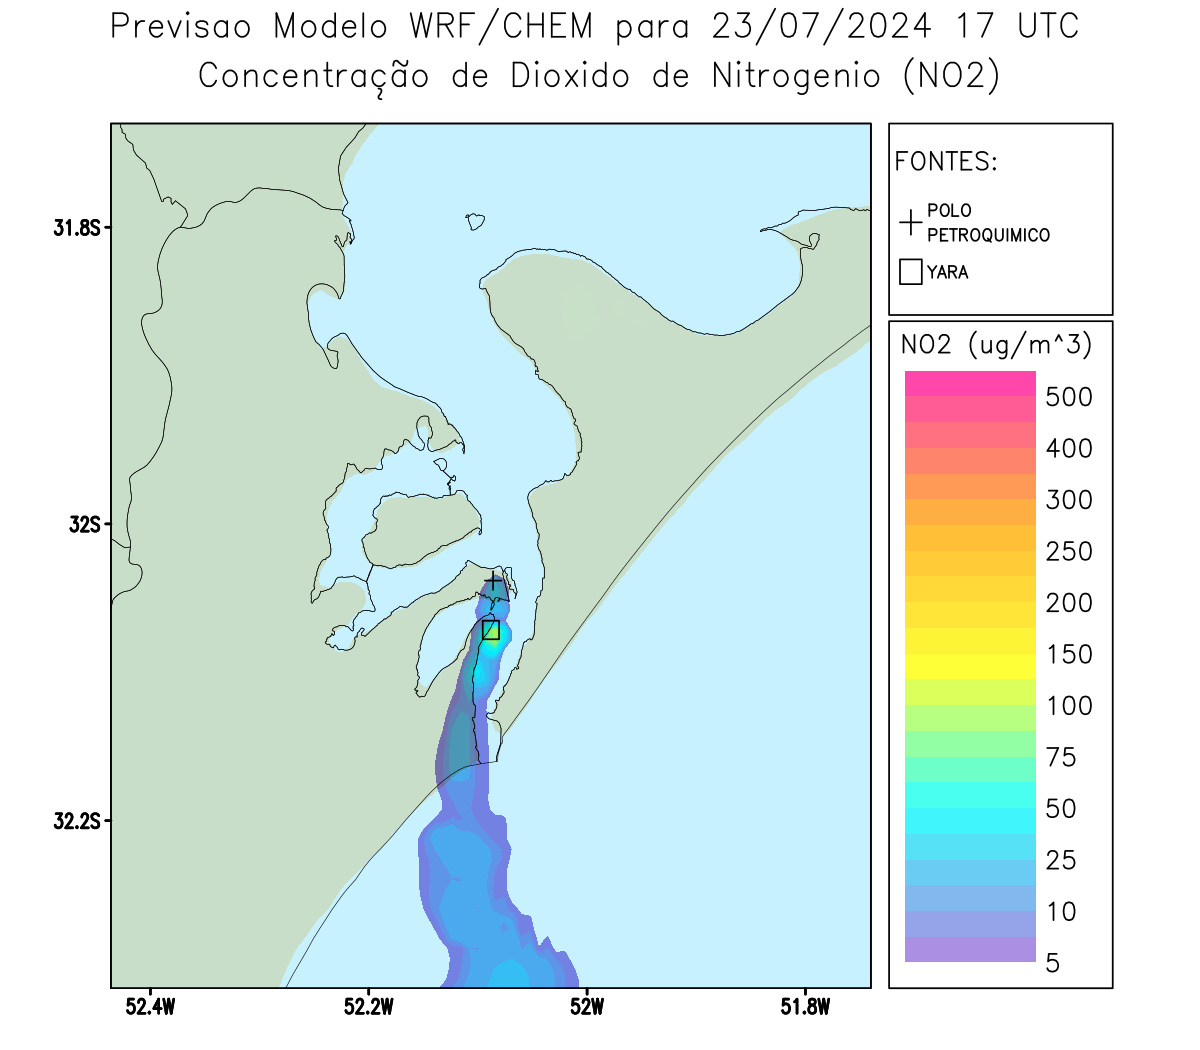 Previsao Modelo WRF/CHEM para 23/07/2024 17 UTC
Concentração de Dioxido de Nitrogenio (NO2)
FONTES:
POLO
PETROQUIMICO
YARA
NO2 (ug/m^3)
500
400
300
250
200
150
100
75
50
25
10
5
31.8S
32S
32.2S
52.4W
52.2W
52W
51.8W